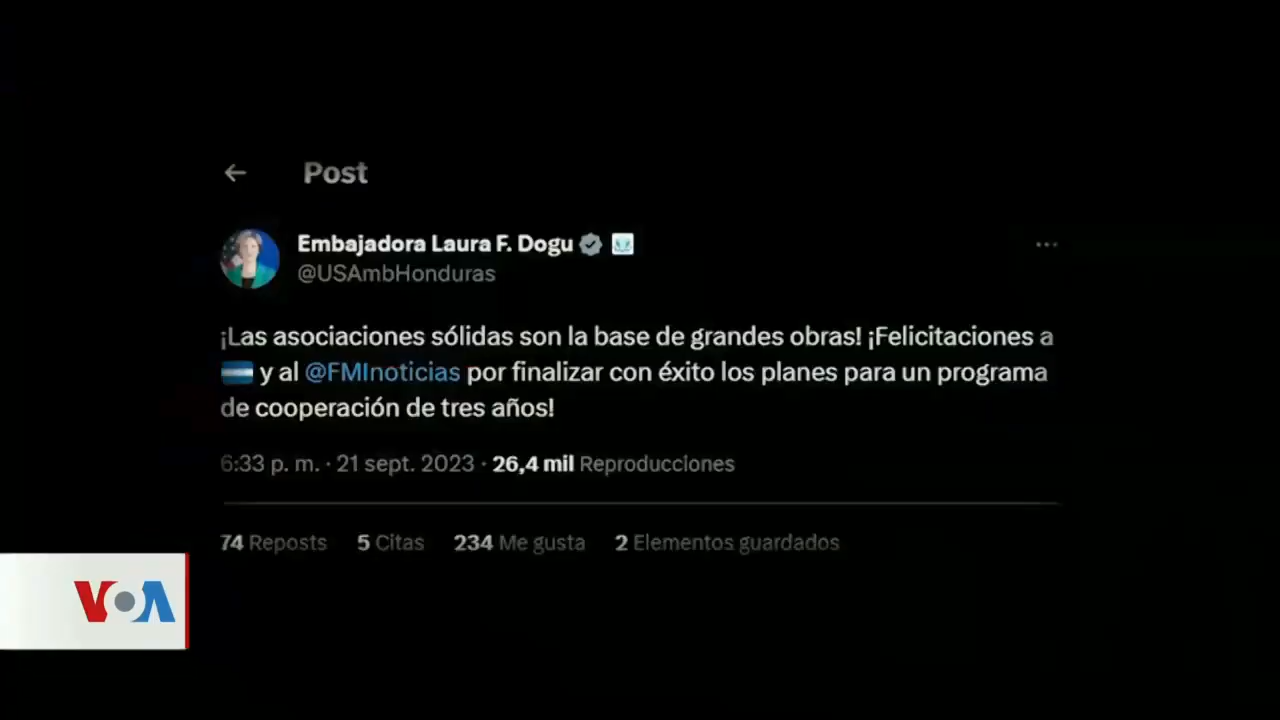 Post
Embajadora Laura F. Dogu
@USAmbHonduras
¡Las asociaciones sólidas son la base de grandes obras! ¡Felicitaciones a
y al @FMInoticias por finalizar con éxito los planes para un programa
de cooperación de tres años!
6:33 p. m. · 21 sept. 2023 · 26,4 mil Reproducciones
74 Reposts 5 Citas 234 Me gusta 2 Elementos guardados
VOA